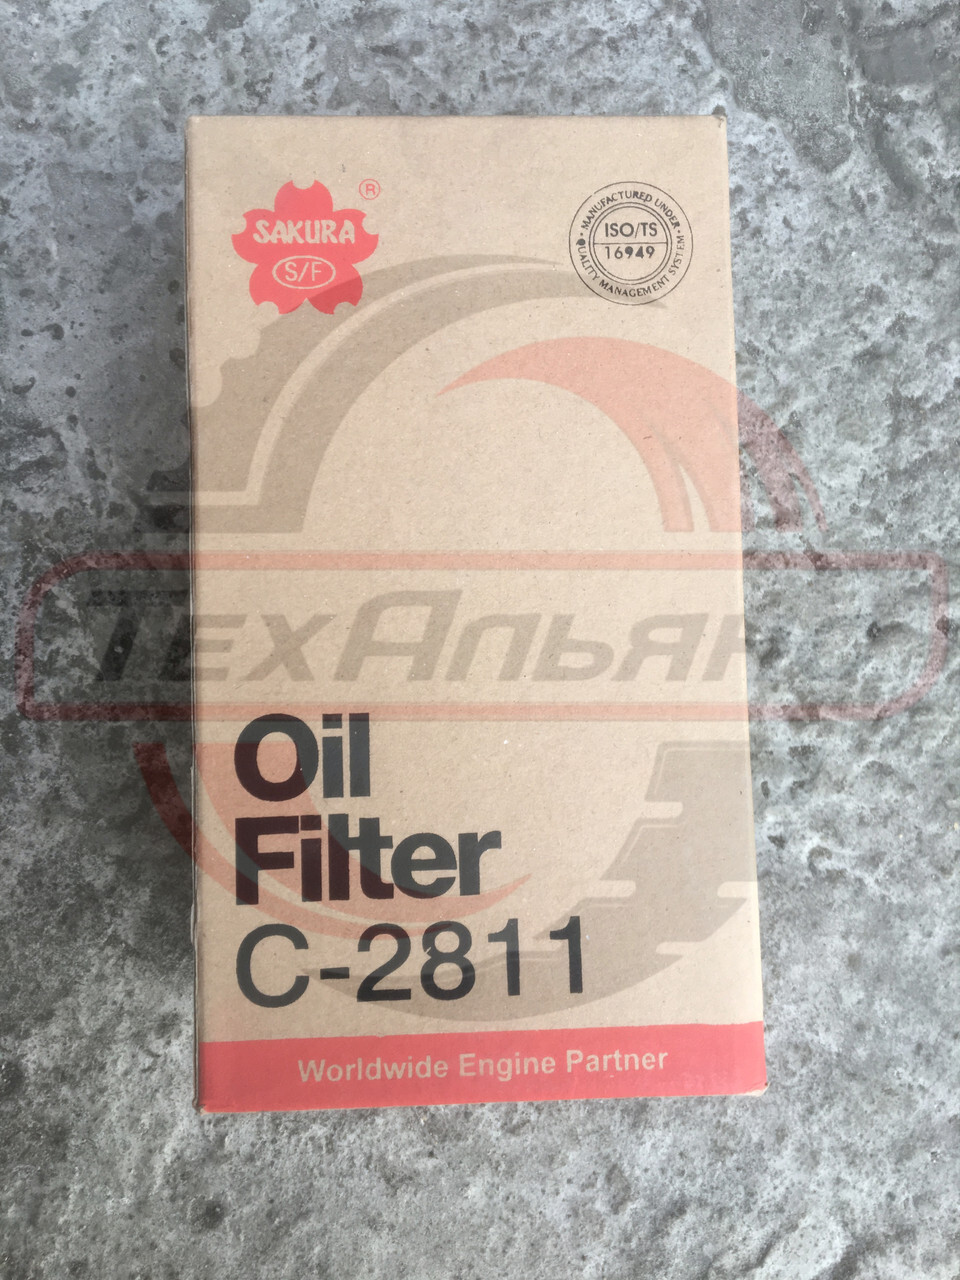 SAKURA
®
S/F
MANUFACTURED UNDER
ISO/TS
16949
QUALITY MANAGEMENT SYSTEM
ТехАльян
Oil
Filter
C-2811
Worldwide Engine Partner